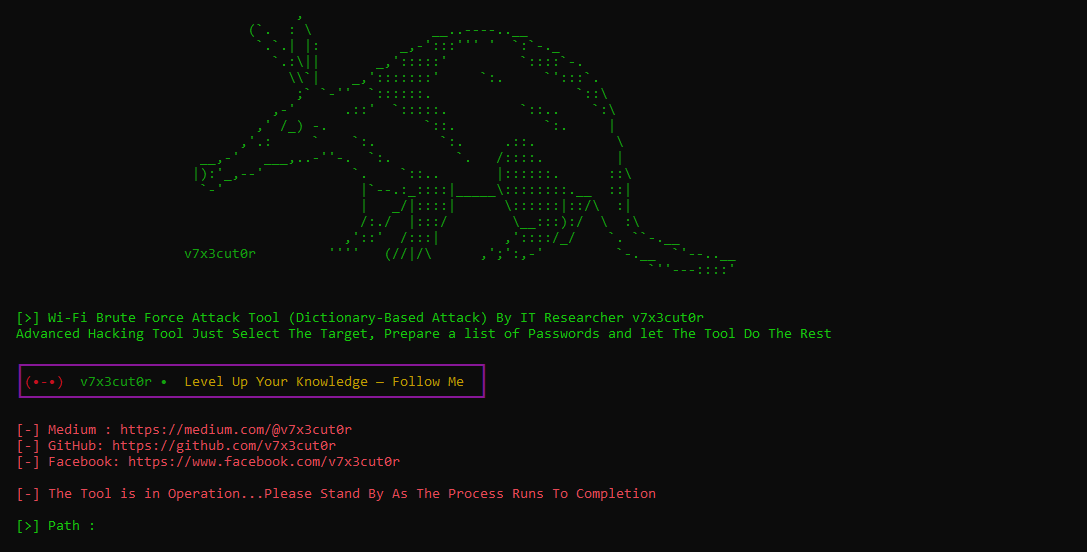 v7x3cut0r
[>] Wi-Fi Brute Force Attack Tool (Dictionary-Based Attack) By IT Researcher v7x3cut0r
Advanced Hacking Tool Just Select The Target, Prepare a list of Passwords and let The Tool Do The Rest
(•-•) v7x3cut0r • Level Up Your Knowledge — Follow Me
[-] Medium : https://medium.com/@v7x3cut0r
[-] GitHub: https://github.com/v7x3cut0r
[-] Facebook: https://www.facebook.com/v7x3cut0r
[-] The Tool is in Operation...Please Stand By As The Process Runs To Completion
[>] Path :